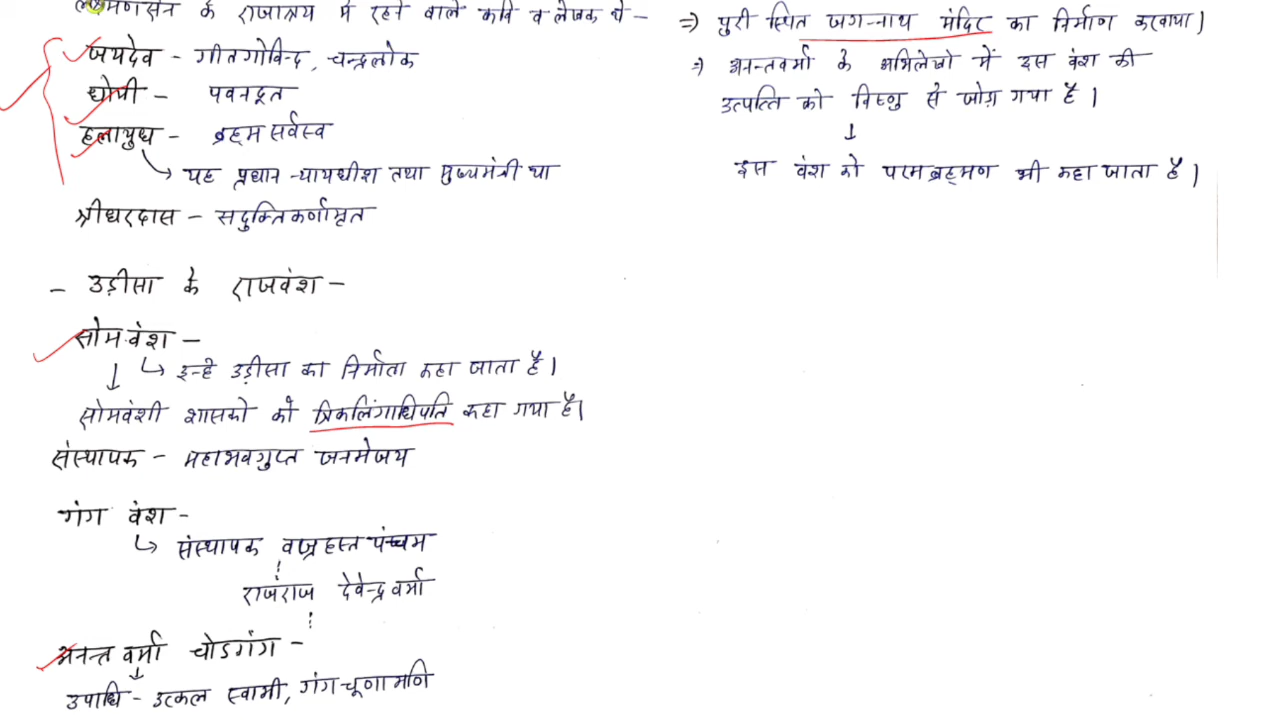 लक्ष्मणसेन के राजाश्रय में रहने वाले कवि व लेखक थे -
जयदेव - गीतगोविन्द, चन्द्रलोक
धोयी - पवनदूत
हलायुध - ब्रह्म सर्वस्व
↳ यह प्रधान न्यायधीश तथा मुख्यमंत्री था
श्रीधरदास - सदुक्तिकर्णामृत
- उड़ीसा के राजवंश -
सोम वंश -
↓ ↳ इन्हे उड़ीसा का निर्माता कहा जाता है।
सोमवंशी शासको को त्रिकलिंगाधिपति कहा गया है।
संस्थापक - महाभवगुप्त जनमेजय
गंग वंश -
↳ संस्थापक वज्रहस्त पंचम
राजराज देवेन्द्रवर्मा
अनन्त वर्मा चोडगंग -
↓
उपाधि - उत्कल स्वामी, गंगचूणामणि
⇒ पुरी स्थित जगन्नाथ मंदिर का निर्माण करवाया।
⇒ अनन्तवर्मा के अभिलेखो में इस वंश की
उत्पत्ति को विष्णु से जोड़ा गया है।
↓
इस वंश को परमब्रह्मण भी कहा जाता है।